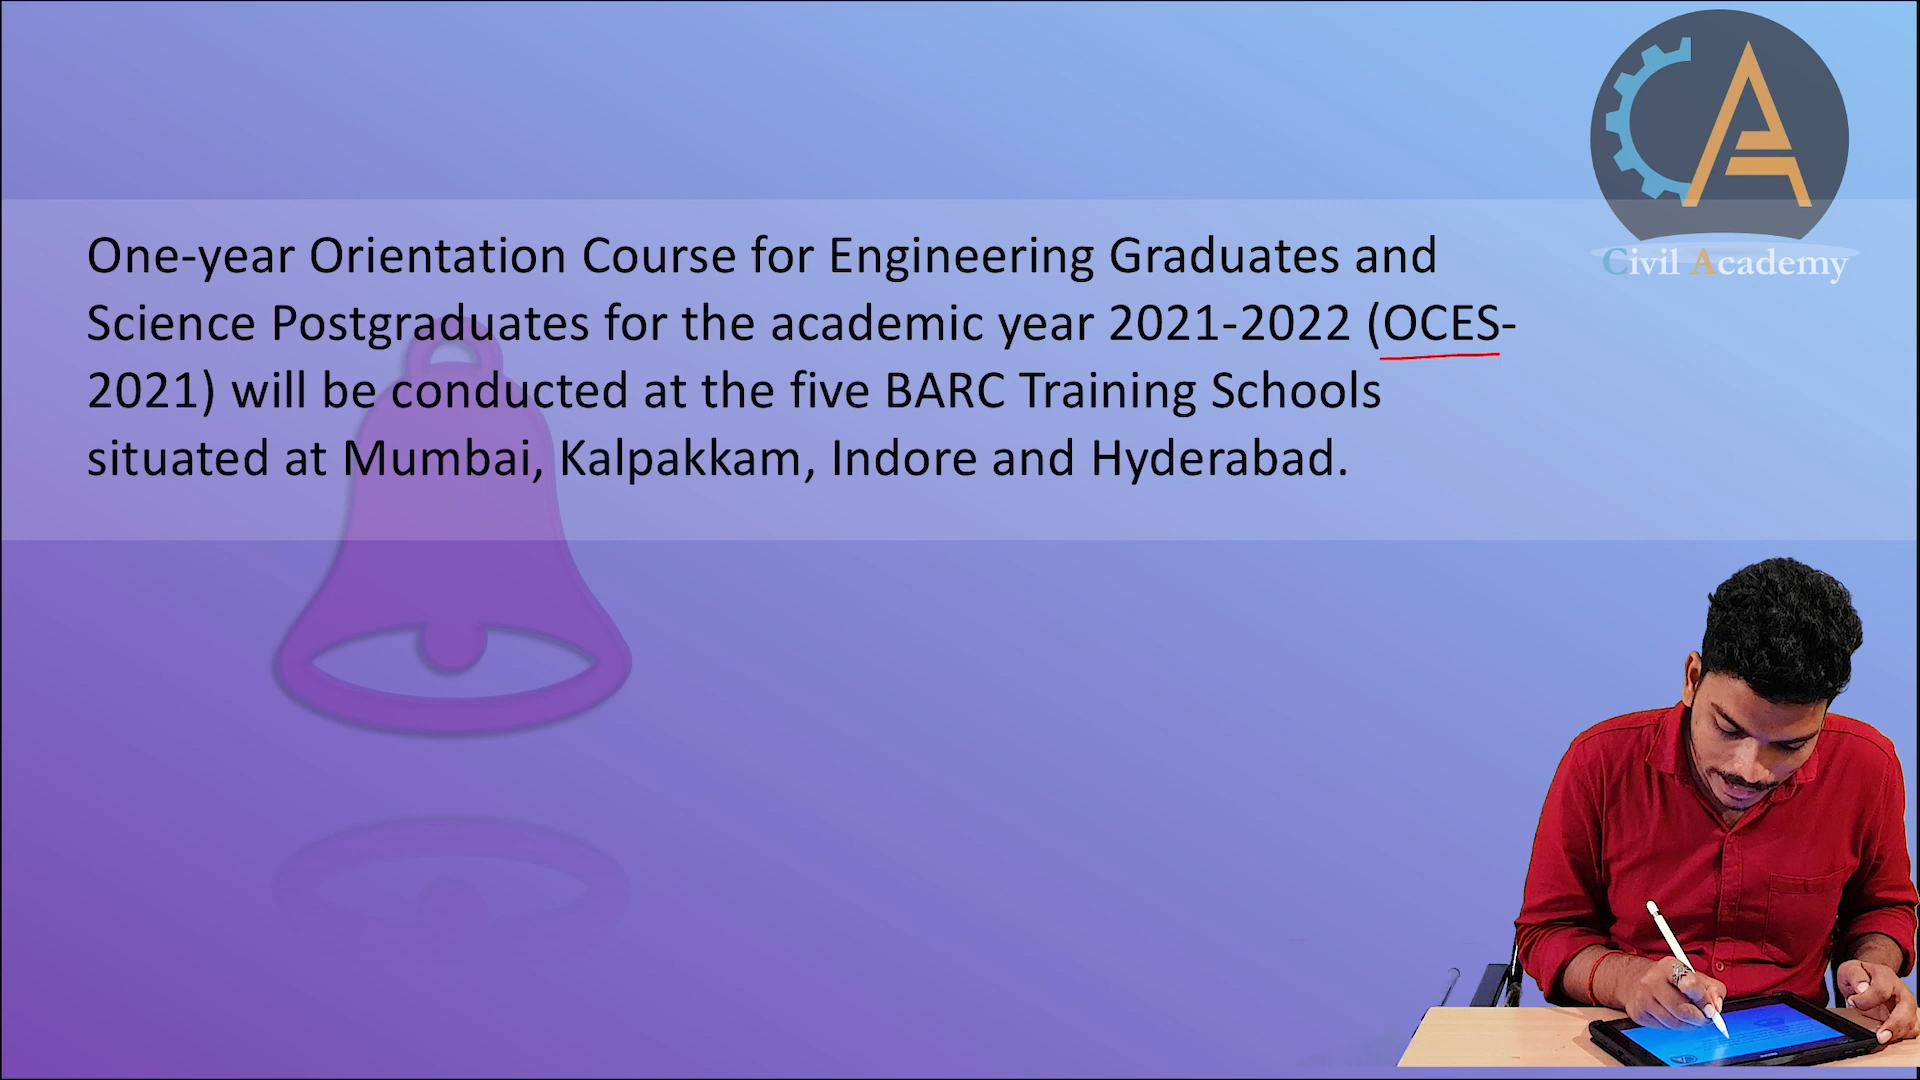 One-year Orientation Course for Engineering Graduates and
Science Postgraduates for the academic year 2021-2022 (OCES-
2021) will be conducted at the five BARC Training Schools
situated at Mumbai, Kalpakkam, Indore and Hyderabad.
CA
Civil Academy